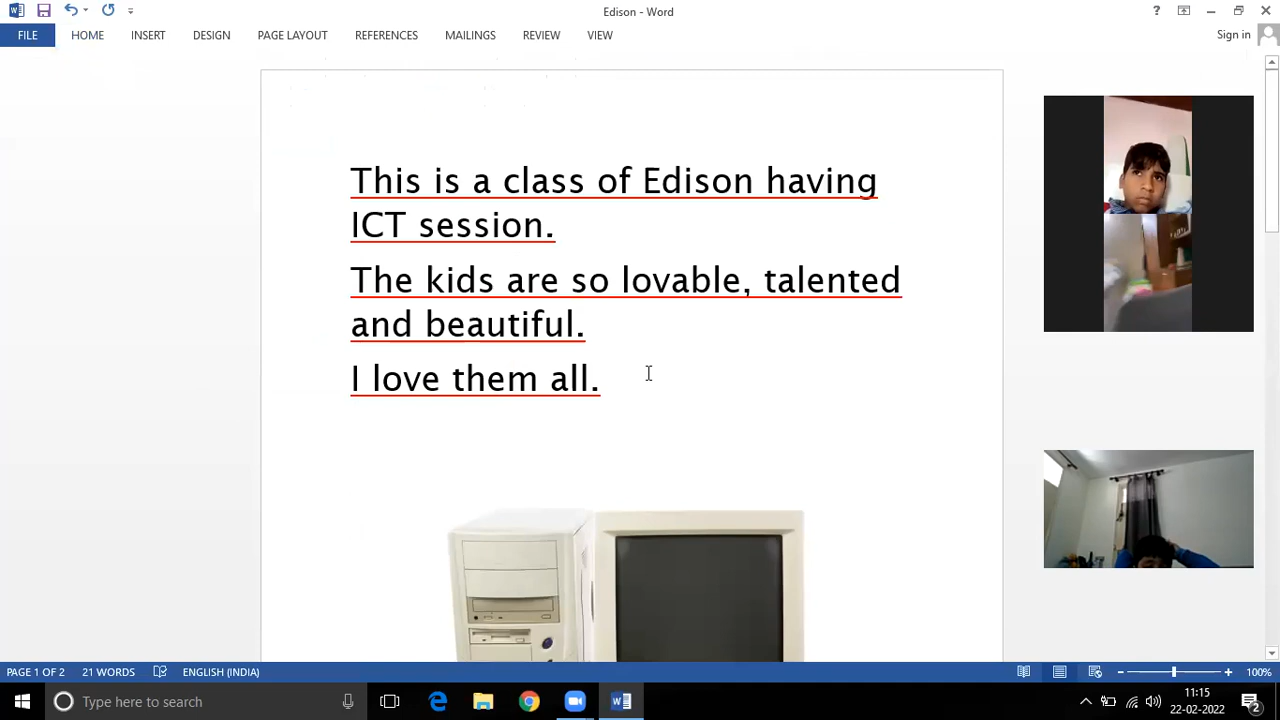 Edison - Word
?
FILE HOME INSERT DESIGN PAGE LAYOUT REFERENCES MAILINGS REVIEW VIEW
Sign in
This is a class of Edison having
ICT session.
The kids are so lovable, talented
and beautiful.
I love them all.
PAGE 1 OF 2 21 WORDS ENGLISH (INDIA)
100%
Type here to search
11:15
22-02-2022
2